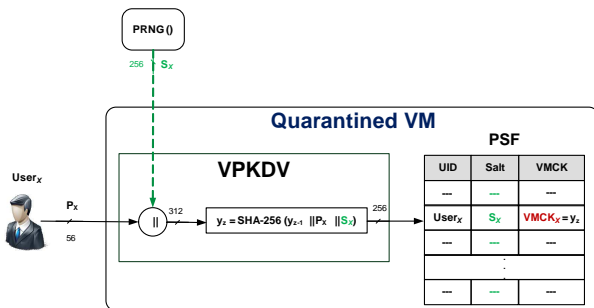 PRNG()
256 Sx
Quarantined VM
PSF
VPKDV
UID Salt VMCK
--- --- ---
Userx
Px
312
256
||
yz = SHA-256 (yz-1 ||Px ||Sx)
Userx Sx VMCKx = yz
56
--- --- ---
.
.
.
--- --- ---